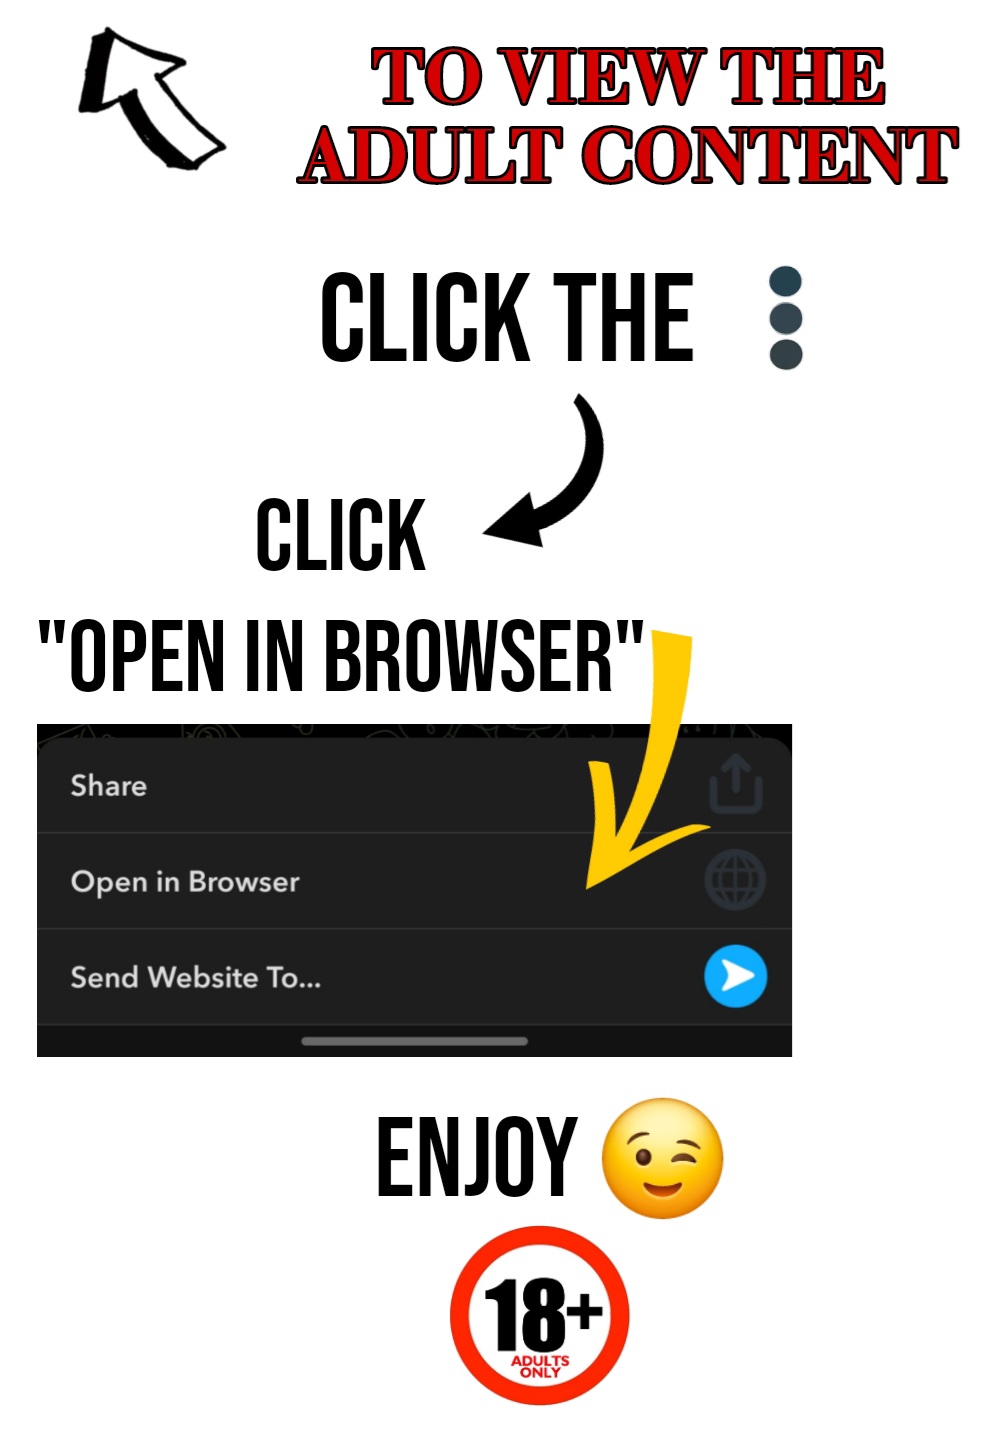 TO VIEW THE
ADULT CONTENT
CLICK THE
CLICK
"OPEN IN BROWSER"
Share
Open in Browser
Send Website To...
ENJOY
18+
ADULTS
ONLY